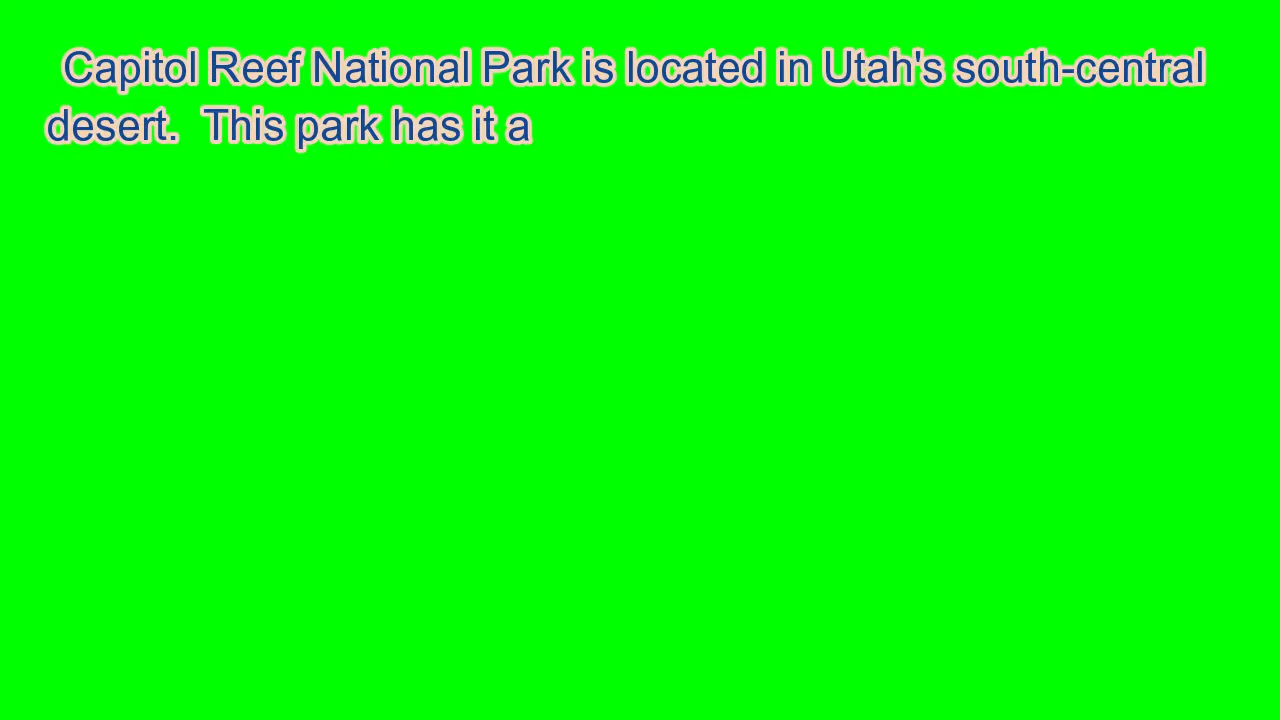 Capitol Reef National Park is located in Utah's south-central
desert.  This park has it a